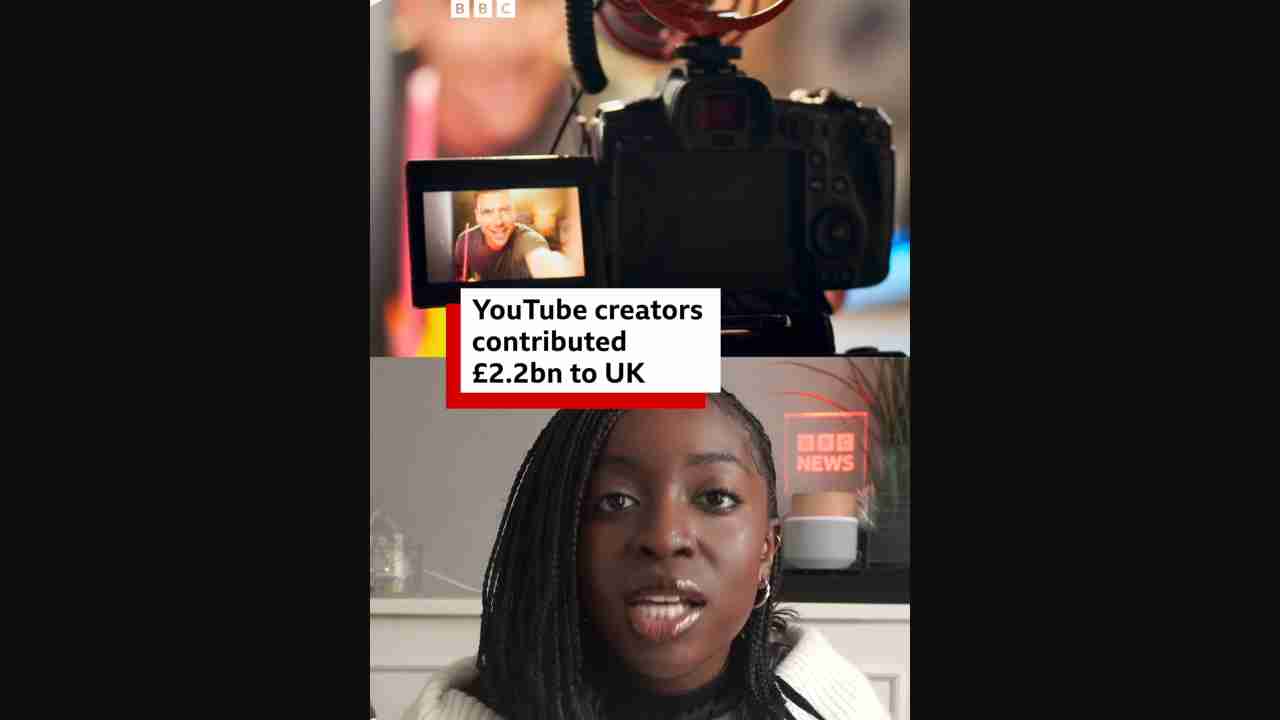 BBC
YouTube creators
contributed
£2.2bn to UK
BBC
NEWS